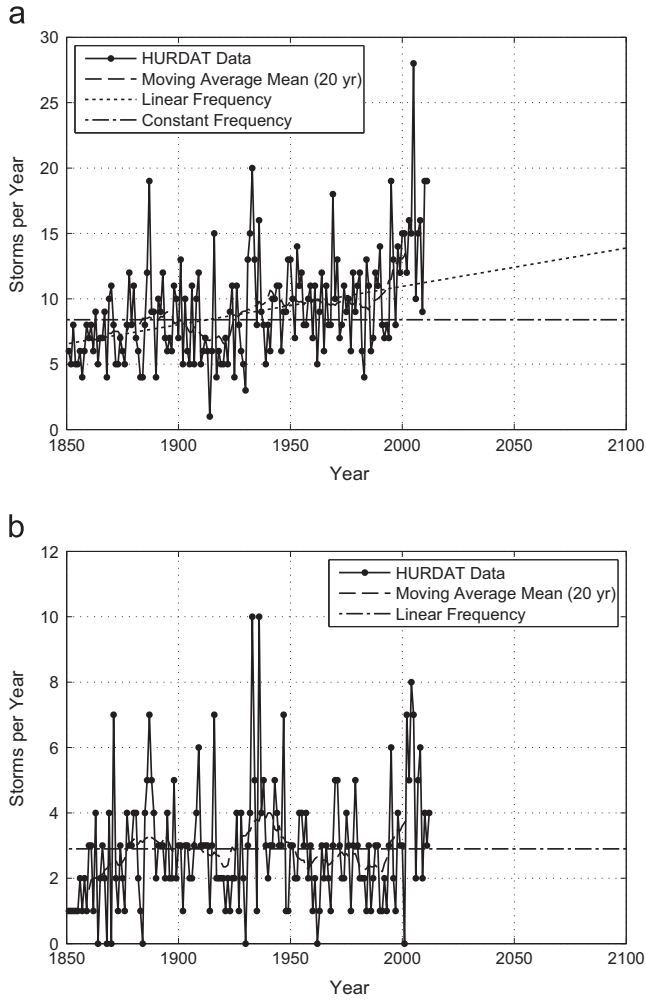 a
30
25
20
15
10
5
0
Storms per Year
HURDAT Data
Moving Average Mean (20 yr)
Linear Frequency
Constant Frequency
1850 1900 1950 2000 2050 2100
Year
b
12
10
8
6
4
2
0
Storms per Year
HURDAT Data
Moving Average Mean (20 yr)
Linear Frequency
1850 1900 1950 2000 2050 2100
Year